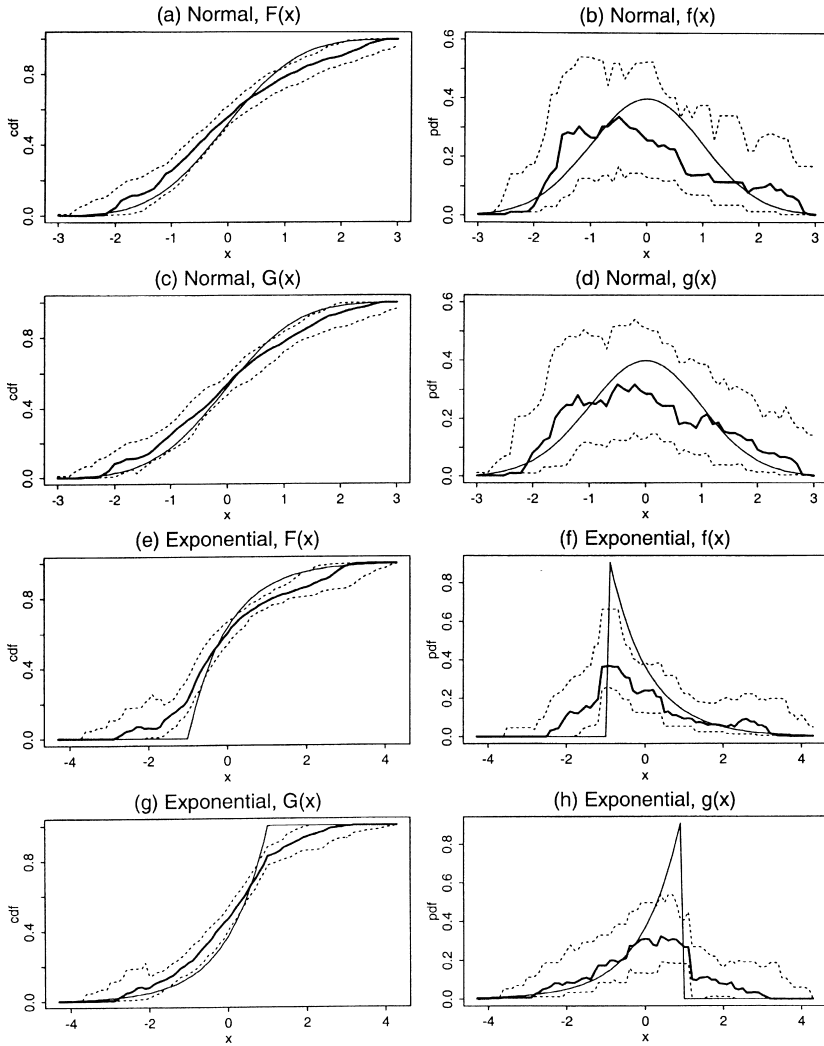 (a) Normal, F(x)
cdf
0.0 0.4 0.8
-3 -2 -1 0 1 2 3
x
(b) Normal, f(x)
pdf
0.0 0.2 0.4 0.6
-3 -2 -1 0 1 2 3
x
(c) Normal, G(x)
cdf
0.0 0.4 0.8
-3 -2 -1 0 1 2 3
x
(d) Normal, g(x)
pdf
0.0 0.2 0.4 0.6
-3 -2 -1 0 1 2 3
x
(e) Exponential, F(x)
cdf
0.0 0.4 0.8
-4 -2 0 2 4
x
(f) Exponential, f(x)
pdf
0.0 0.2 0.4 0.6 0.8
-4 -2 0 2 4
x
(g) Exponential, G(x)
cdf
0.0 0.4 0.8
-4 -2 0 2 4
x
(h) Exponential, g(x)
pdf
0.0 0.2 0.4 0.6 0.8
-4 -2 0 2 4
x